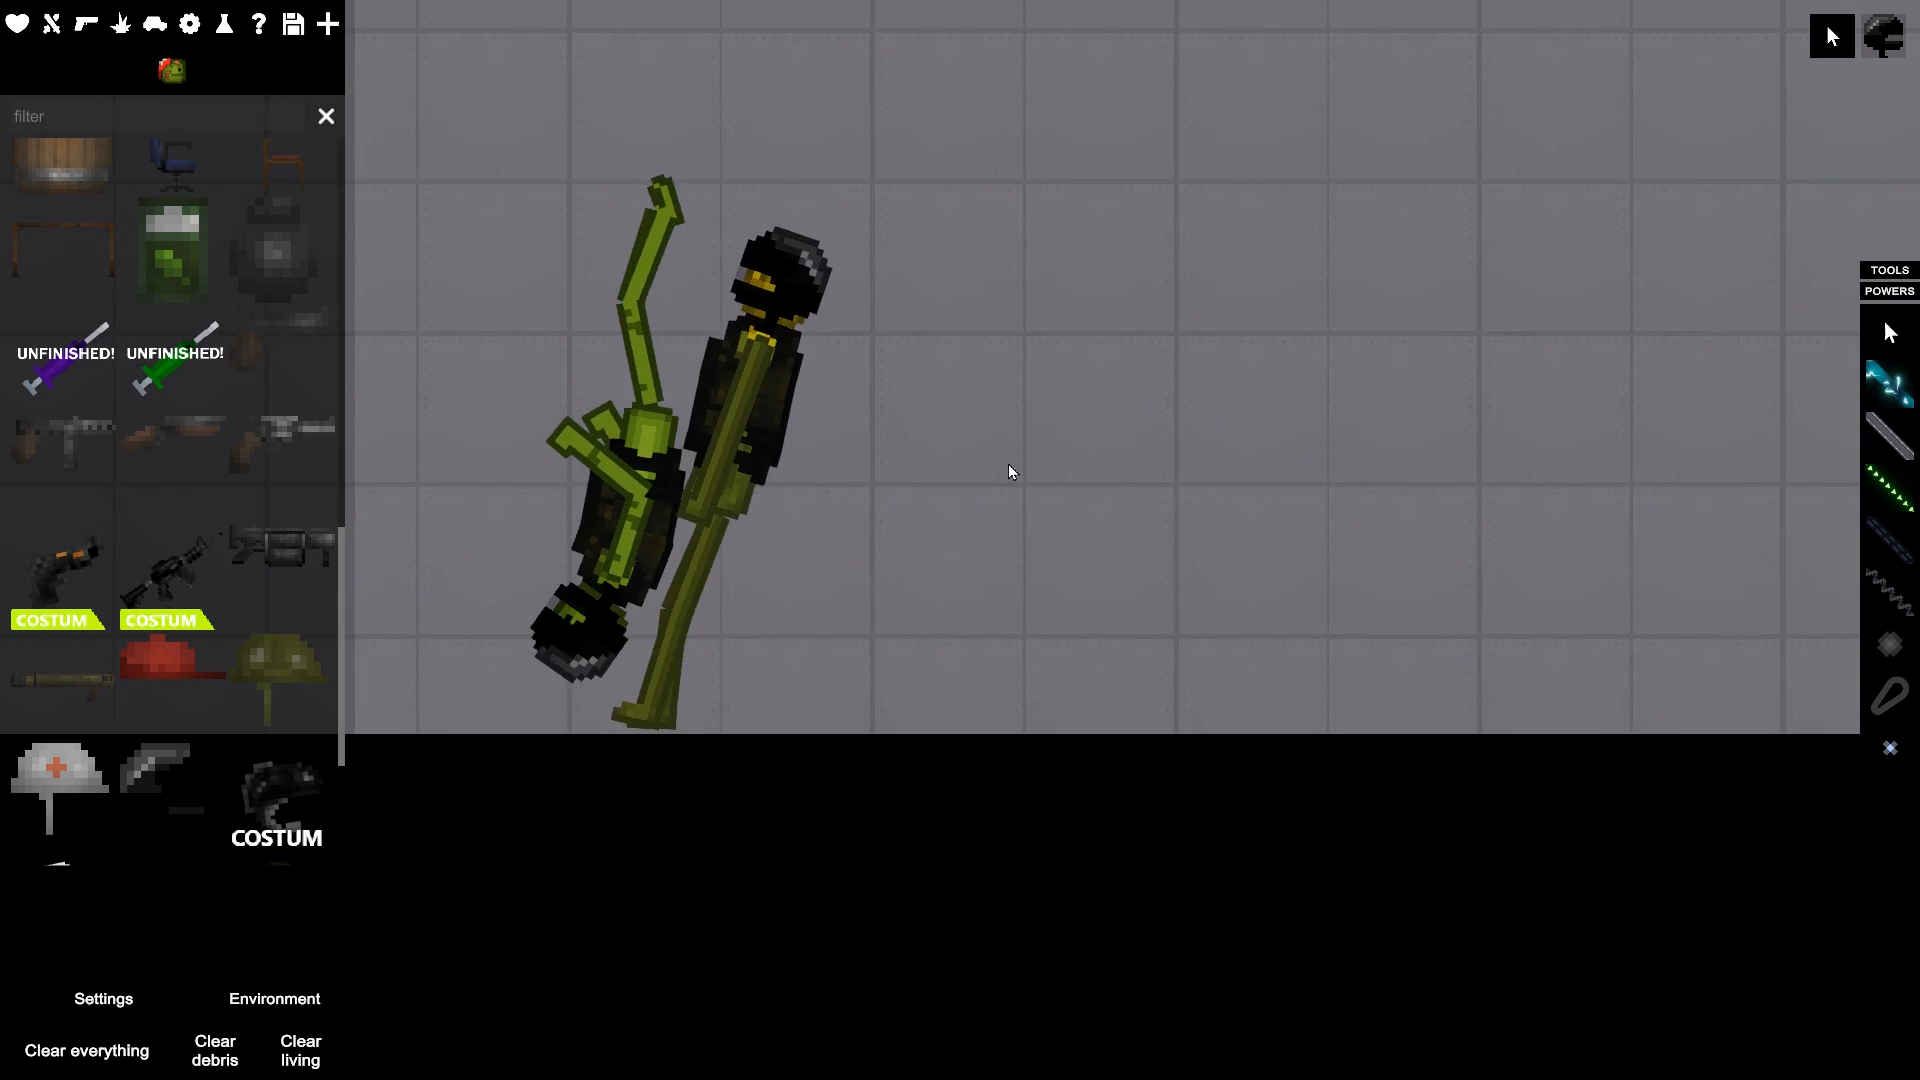 filter
TOOLS
POWERS
UNFINISHED! UNFINISHED!
COSTUM COSTUM
COSTUM
Settings Environment
Clear everything Clear debris Clear living